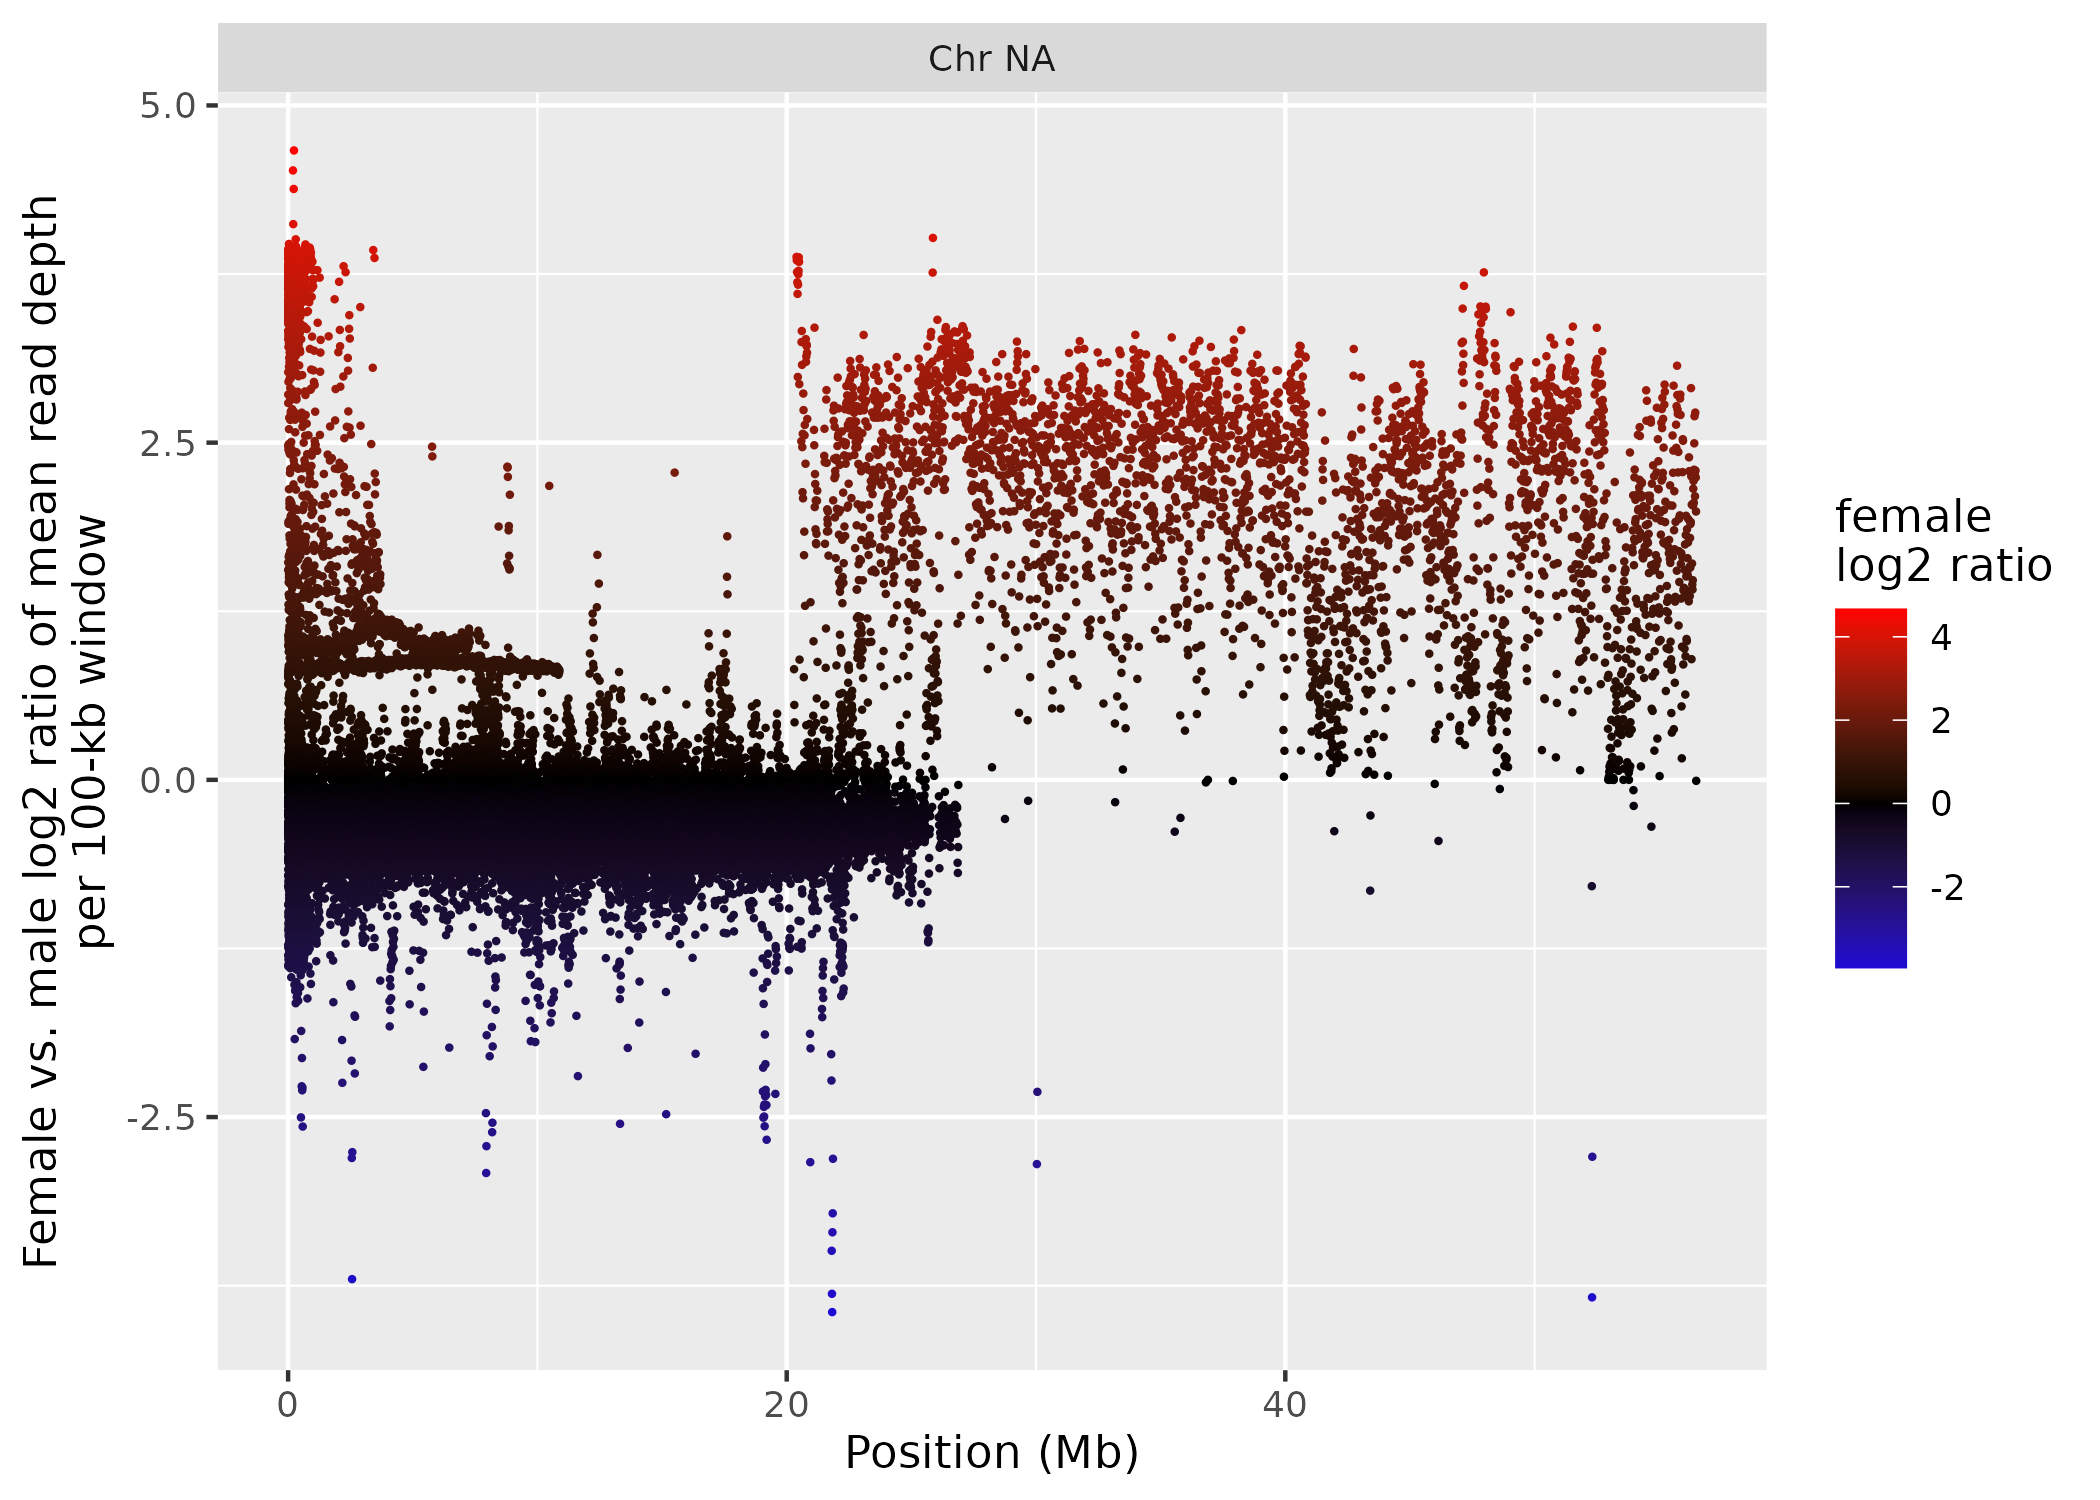 Chr NA
Female vs. male log2 ratio of mean read depth
per 100-kb window
5.0
2.5
0.0
-2.5
0
20
40
Position (Mb)
female
log2 ratio
4
2
0
-2